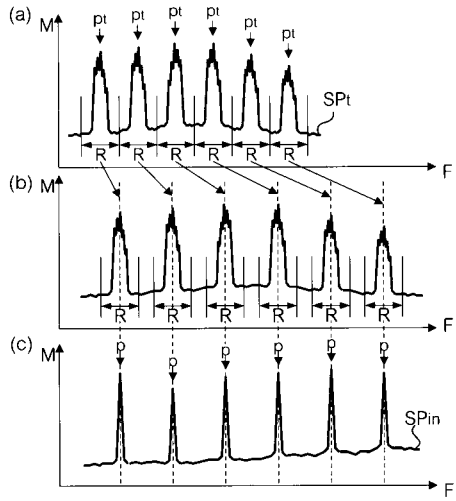 (a)
M
pt pt pt pt pt pt
SPt
R R R R R R
F
(b)
M
R R R R R R
F
(c)
M
p p p p p p
SPin
F